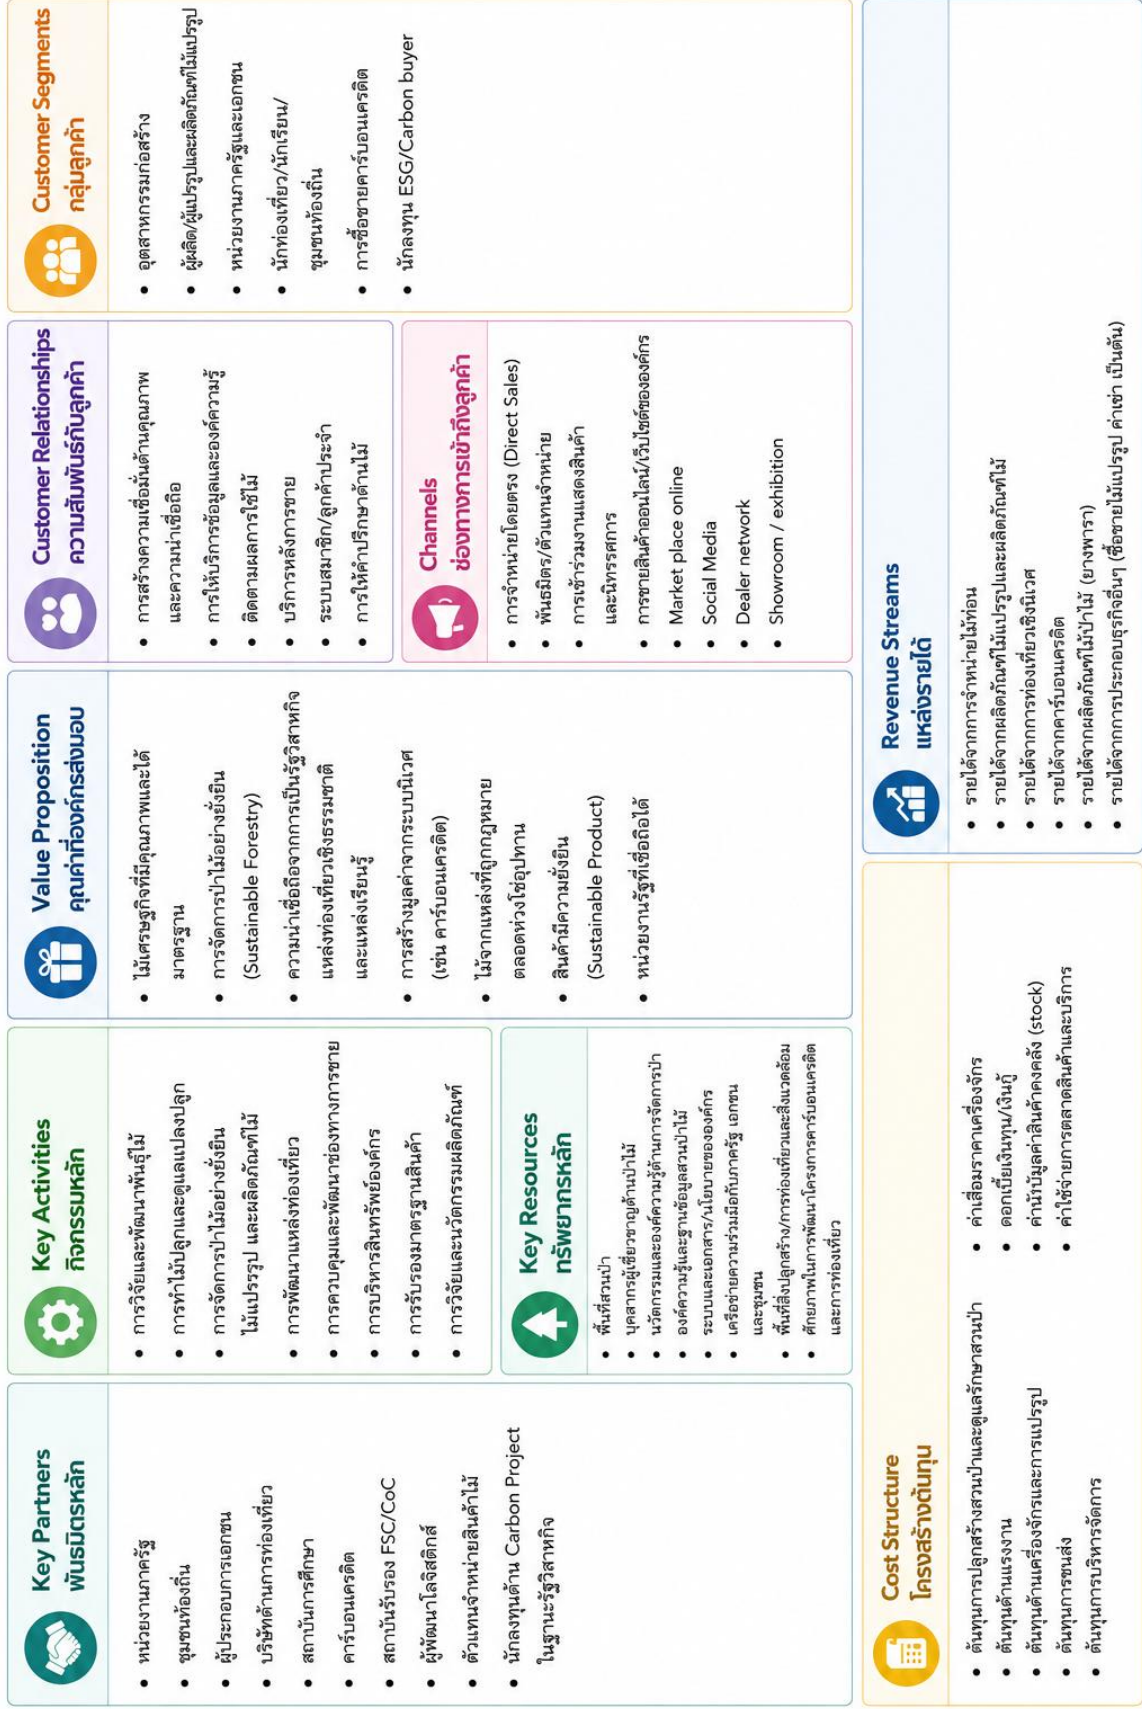 Key Partners
พันธมิตรหลัก
• หน่วยงานภาครัฐ
• ชุมชนท้องถิ่น
• ผู้ประกอบการเอกชน
• บริษัทด้านการท่องเที่ยว
• สถาบันการศึกษา
• คาร์บอนเครดิต
• สถาบันรับรอง FSC/CoC
• ผู้พัฒนาโลจิสติกส์
• ตัวแทนจำหน่ายสินค้าไม้
• นักลงทุนด้าน Carbon Project
ในฐานะรัฐวิสาหกิจ
Key Activities
กิจกรรมหลัก
• การวิจัยและพัฒนาพันธุ์ไม้
• การทำไม้ปลูกและดูแลแปลงปลูก
• การจัดการป่าไม้อย่างยั่งยืน
ไม้แปรรูป และผลิตภัณฑ์ไม้
• การพัฒนาแหล่งท่องเที่ยว
• การควบคุมและพัฒนาช่องทางการขาย
• การบริหารสินทรัพย์องค์กร
• การรับรองมาตรฐานสินค้า
• การวิจัยและนวัตกรรมผลิตภัณฑ์
Key Resources
ทรัพยากรหลัก
• พื้นที่สวนป่า
• บุคลากรผู้เชี่ยวชาญด้านป่าไม้
• นวัตกรรมและองค์ความรู้ด้านการจัดการป่า
• องค์ความรู้และฐานข้อมูลสวนป่าไม้
• ระบบและเอกสาร/นโยบายขององค์กร
• เครือข่ายความร่วมมือกับภาครัฐ เอกชน
และชุมชน
• พื้นที่สิ่งปลูกสร้าง/การท่องเที่ยวและสิ่งแวดล้อม
• ศักยภาพในการพัฒนาโครงการคาร์บอนเครดิต
และการท่องเที่ยว
Value Proposition
คุณค่าที่องค์กรส่งมอบ
• ไม้เศรษฐกิจที่มีคุณภาพและได้
มาตรฐาน
• การจัดการป่าไม้อย่างยั่งยืน
(Sustainable Forestry)
• ความน่าเชื่อถือจากการเป็นรัฐวิสาหกิจ
แหล่งท่องเที่ยวเชิงธรรมชาติ
และแหล่งเรียนรู้
• การสร้างมูลค่าจากระบบนิเวศ
(เช่น คาร์บอนเครดิต)
• ไม้จากแหล่งที่ถูกกฎหมาย
ตลอดห่วงโซ่อุปทาน
• สินค้ามีความยั่งยืน
(Sustainable Product)
• หน่วยงานรัฐที่เชื่อถือได้
Customer Relationships
ความสัมพันธ์กับลูกค้า
• การสร้างความเชื่อมั่นด้านคุณภาพ
และความน่าเชื่อถือ
• การให้บริการข้อมูลและองค์ความรู้
• ติดตามผลการใช้ไม้
• บริการหลังการขาย
• ระบบสมาชิก/ลูกค้าประจำ
• การให้คำปรึกษาด้านไม้
Channels
ช่องทางการเข้าถึงลูกค้า
• การจำหน่ายโดยตรง (Direct Sales)
• พันธมิตร/ตัวแทนจำหน่าย
• การเข้าร่วมงานแสดงสินค้า
และนิทรรศการ
• การขายสินค้าออนไลน์/เว็บไซต์ขององค์กร
• Market place online
• Social Media
• Dealer network
• Showroom / exhibition
Customer Segments
กลุ่มลูกค้า
• อุตสาหกรรมก่อสร้าง
• ผู้ผลิต/ผู้แปรรูปและผลิตภัณฑ์ไม้แปรรูป
• หน่วยงานภาครัฐและเอกชน
• นักท่องเที่ยว/นักเรียน/
ชุมชนท้องถิ่น
• การซื้อขายคาร์บอนเครดิต
• นักลงทุน ESG/Carbon buyer
Cost Structure
โครงสร้างต้นทุน
• ต้นทุนการปลูกสร้างสวนป่าและดูแลรักษาสวนป่า
• ต้นทุนด้านแรงงาน
• ต้นทุนด้านเครื่องจักรและการแปรรูป
• ต้นทุนการขนส่ง
• ต้นทุนการบริหารจัดการ
• ค่าเสื่อมราคาเครื่องจักร
• ดอกเบี้ยเงินทุน/เงินกู้
• ค่านำไปมูลค่าสินค้าคงคลัง (stock)
• ค่าใช้จ่ายการตลาดสินค้าและบริการ
Revenue Streams
แหล่งรายได้
• รายได้จากการจำหน่ายไม้ท่อน
• รายได้จากผลิตภัณฑ์ไม้แปรรูปและผลิตภัณฑ์ไม้
• รายได้จากการท่องเที่ยวเชิงนิเวศ
• รายได้จากคาร์บอนเครดิต
• รายได้จากผลิตภัณฑ์ไม้ป่าไม้ (ยางพารา)
• รายได้จากการประกอบธุรกิจอื่นๆ (ซื้อขายไม้แปรรูป ค่าเช่า เป็นต้น)